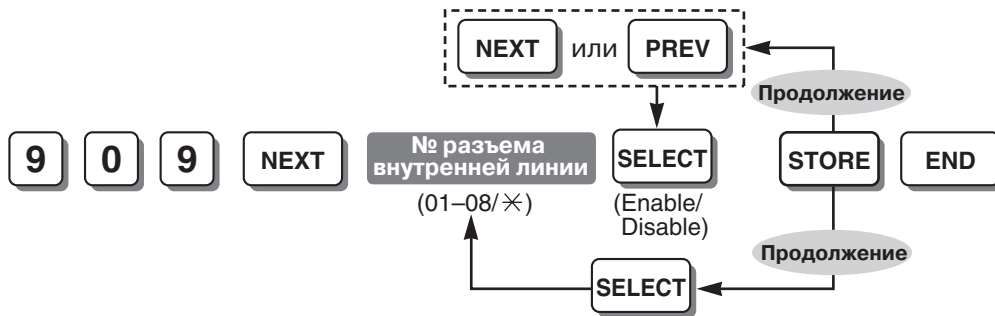 NEXT или PREV
Продолжение
9 0 9 NEXT № разъема внутренней линии SELECT STORE END
(01–08/✳)
(Enable/
Disable)
Продолжение
SELECT